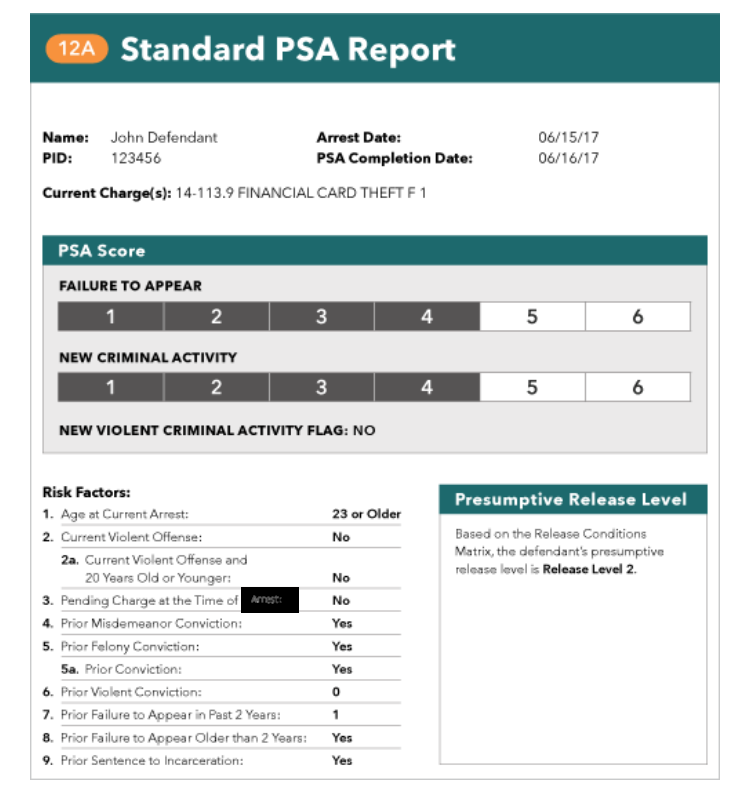 12A Standard PSA Report
Name: John Defendant Arrest Date: 06/15/17
PID: 123456 PSA Completion Date: 06/16/17
Current Charge(s): 14-113.9 FINANCIAL CARD THEFT F 1
PSA Score
FAILURE TO APPEAR
1 2 3 4 5 6
NEW CRIMINAL ACTIVITY
1 2 3 4 5 6
NEW VIOLENT CRIMINAL ACTIVITY FLAG: NO
Risk Factors:
1. Age at Current Arrest: 23 or Older
2. Current Violent Offense: No
2a. Current Violent Offense and
20 Years Old or Younger: No
3. Pending Charge at the Time of Arrest: No
4. Prior Misdemeanor Conviction: Yes
5. Prior Felony Conviction: Yes
5a. Prior Conviction: Yes
6. Prior Violent Conviction: 0
7. Prior Failure to Appear in Past 2 Years: 1
8. Prior Failure to Appear Older than 2 Years: Yes
9. Prior Sentence to Incarceration: Yes
Presumptive Release Level
Based on the Release Conditions
Matrix, the defendant's presumptive
release level is Release Level 2.